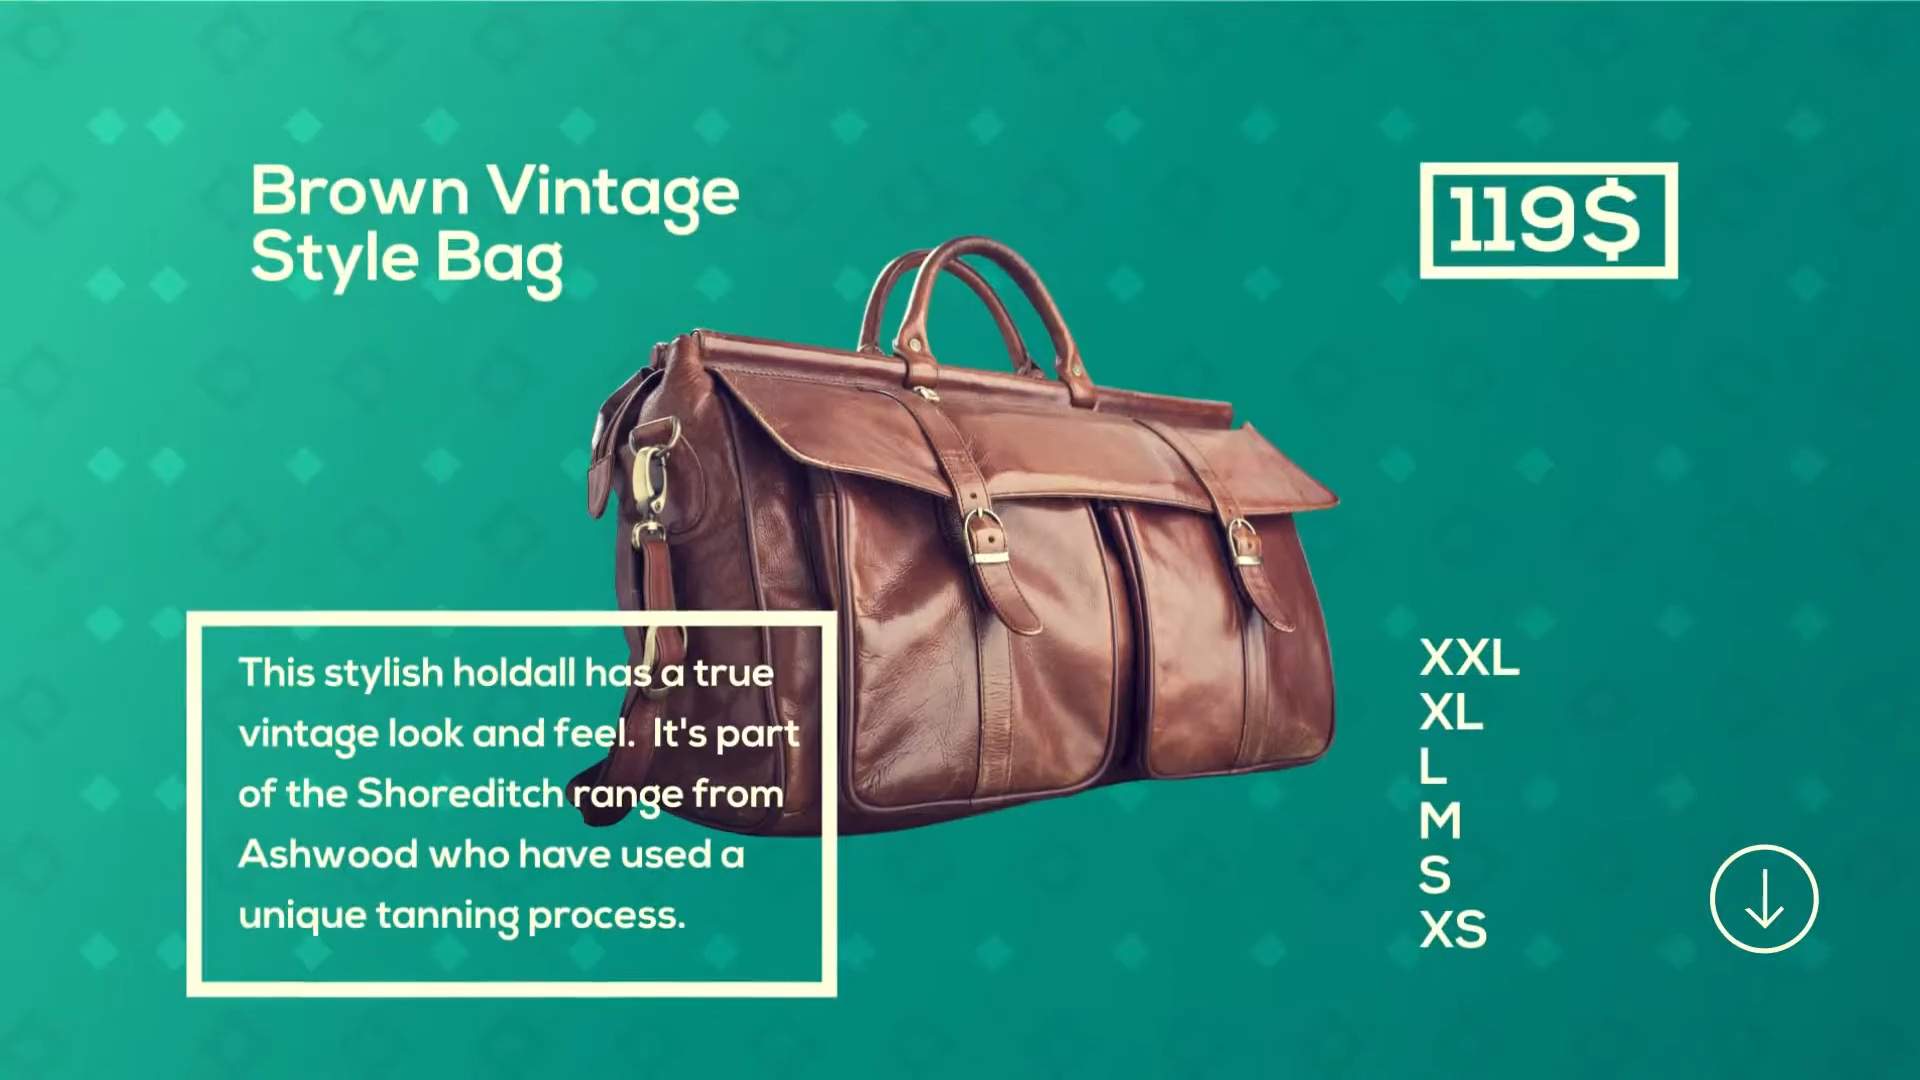 Brown Vintage
Style Bag
119$
This stylish holdall has a true
vintage look and feel.  It's part
of the Shoreditch range from
Ashwood who have used a
unique tanning process.
XXL
XL
L
M
S
XS